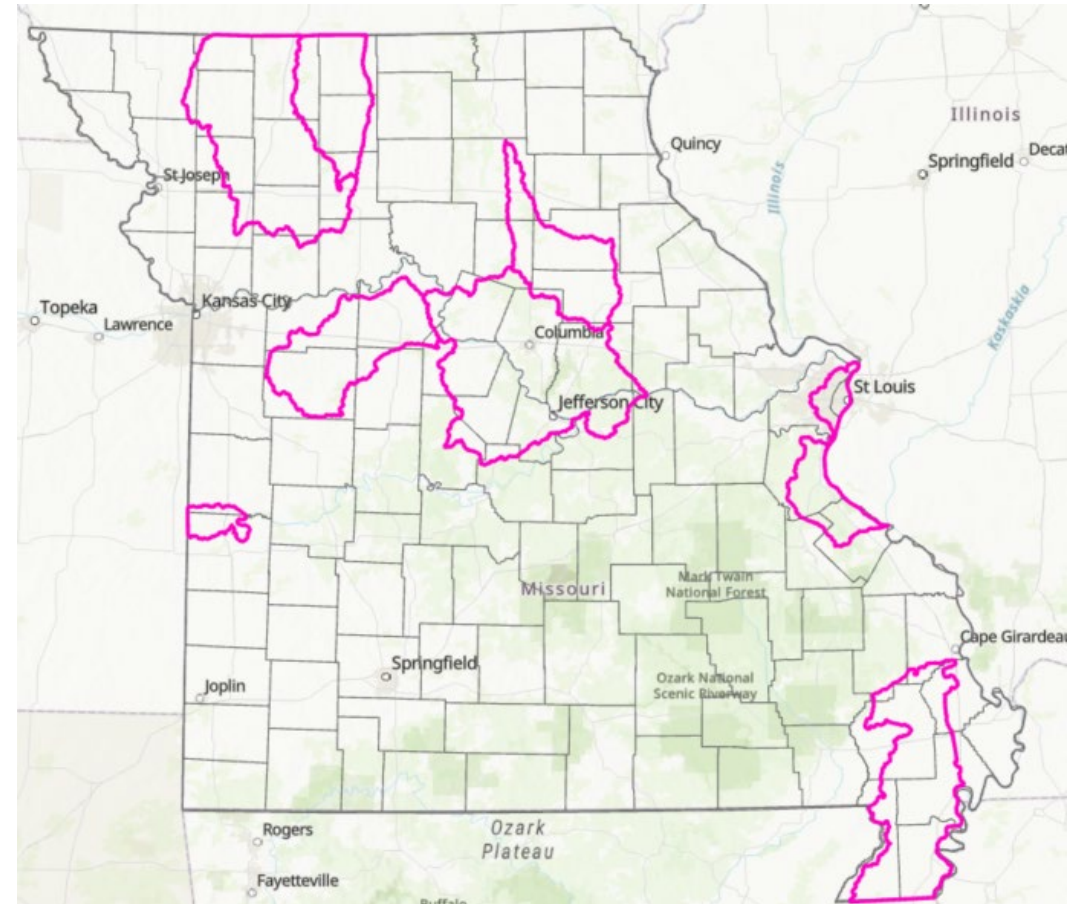 Illinois
Quincy
Illinois
Springfield
St Joseph
Topeka
Lawrence
Kansas City
Columbia
Jefferson City
St Louis
Kaskaskia
Missouri
Mark Twain
National Forest
Cape Girardeau
Springfield
Joplin
Ozark National
Scenic Riverway
Rogers
Ozark
Plateau
Fayetteville